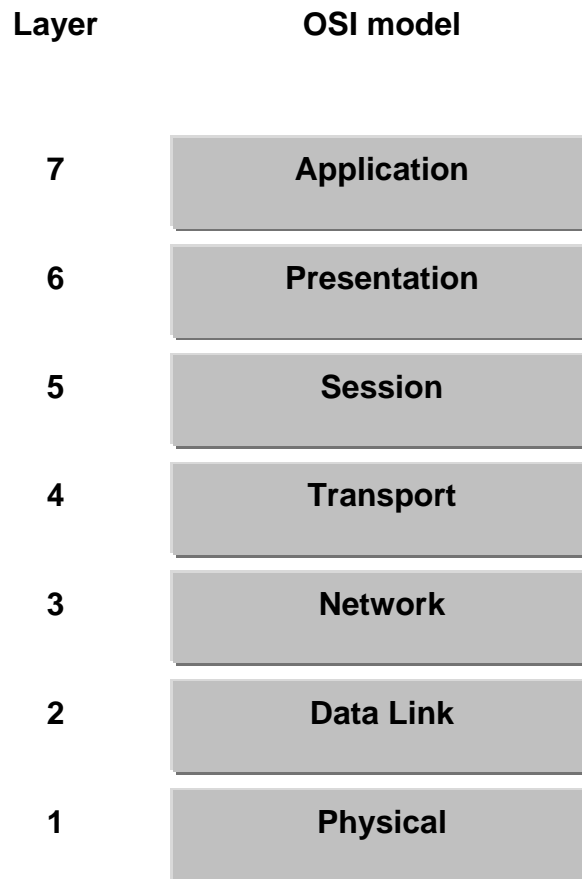 Layer OSI model
7 Application
6 Presentation
5 Session
4 Transport
3 Network
2 Data Link
1 Physical